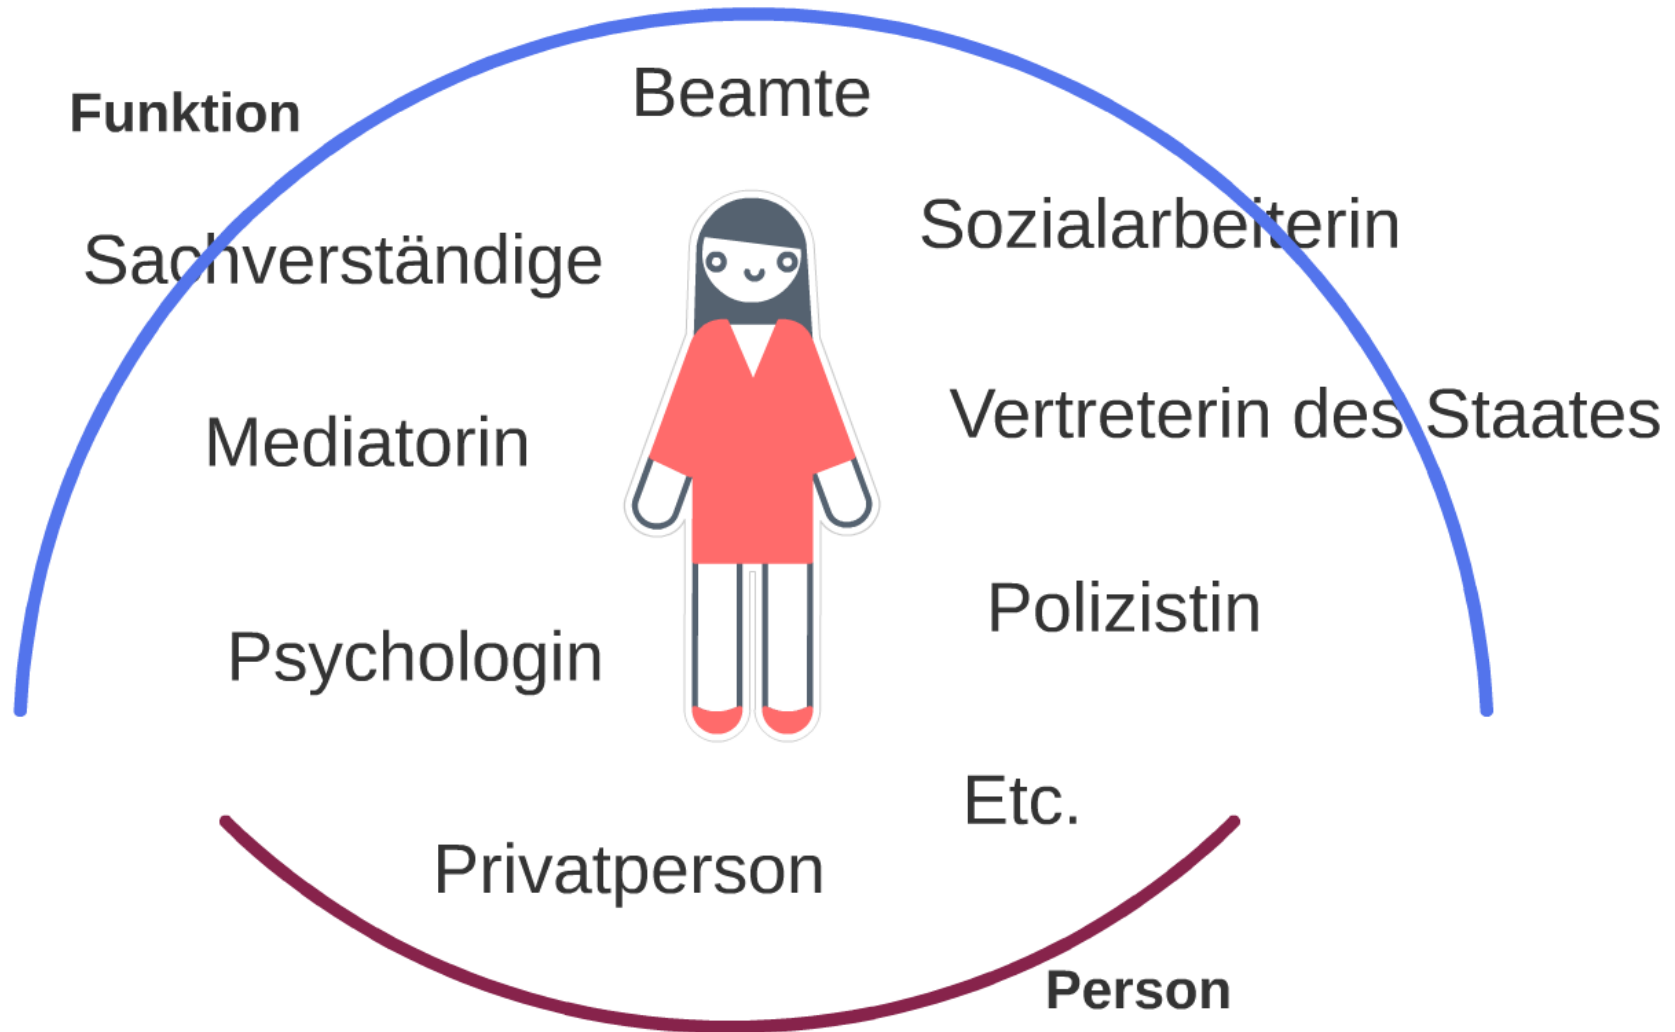 Beamte
Funktion
Sozialarbeiterin
Sachverständige
Vertreterin des Staates
Mediatorin
Polizistin
Psychologin
Etc.
Privatperson
Person